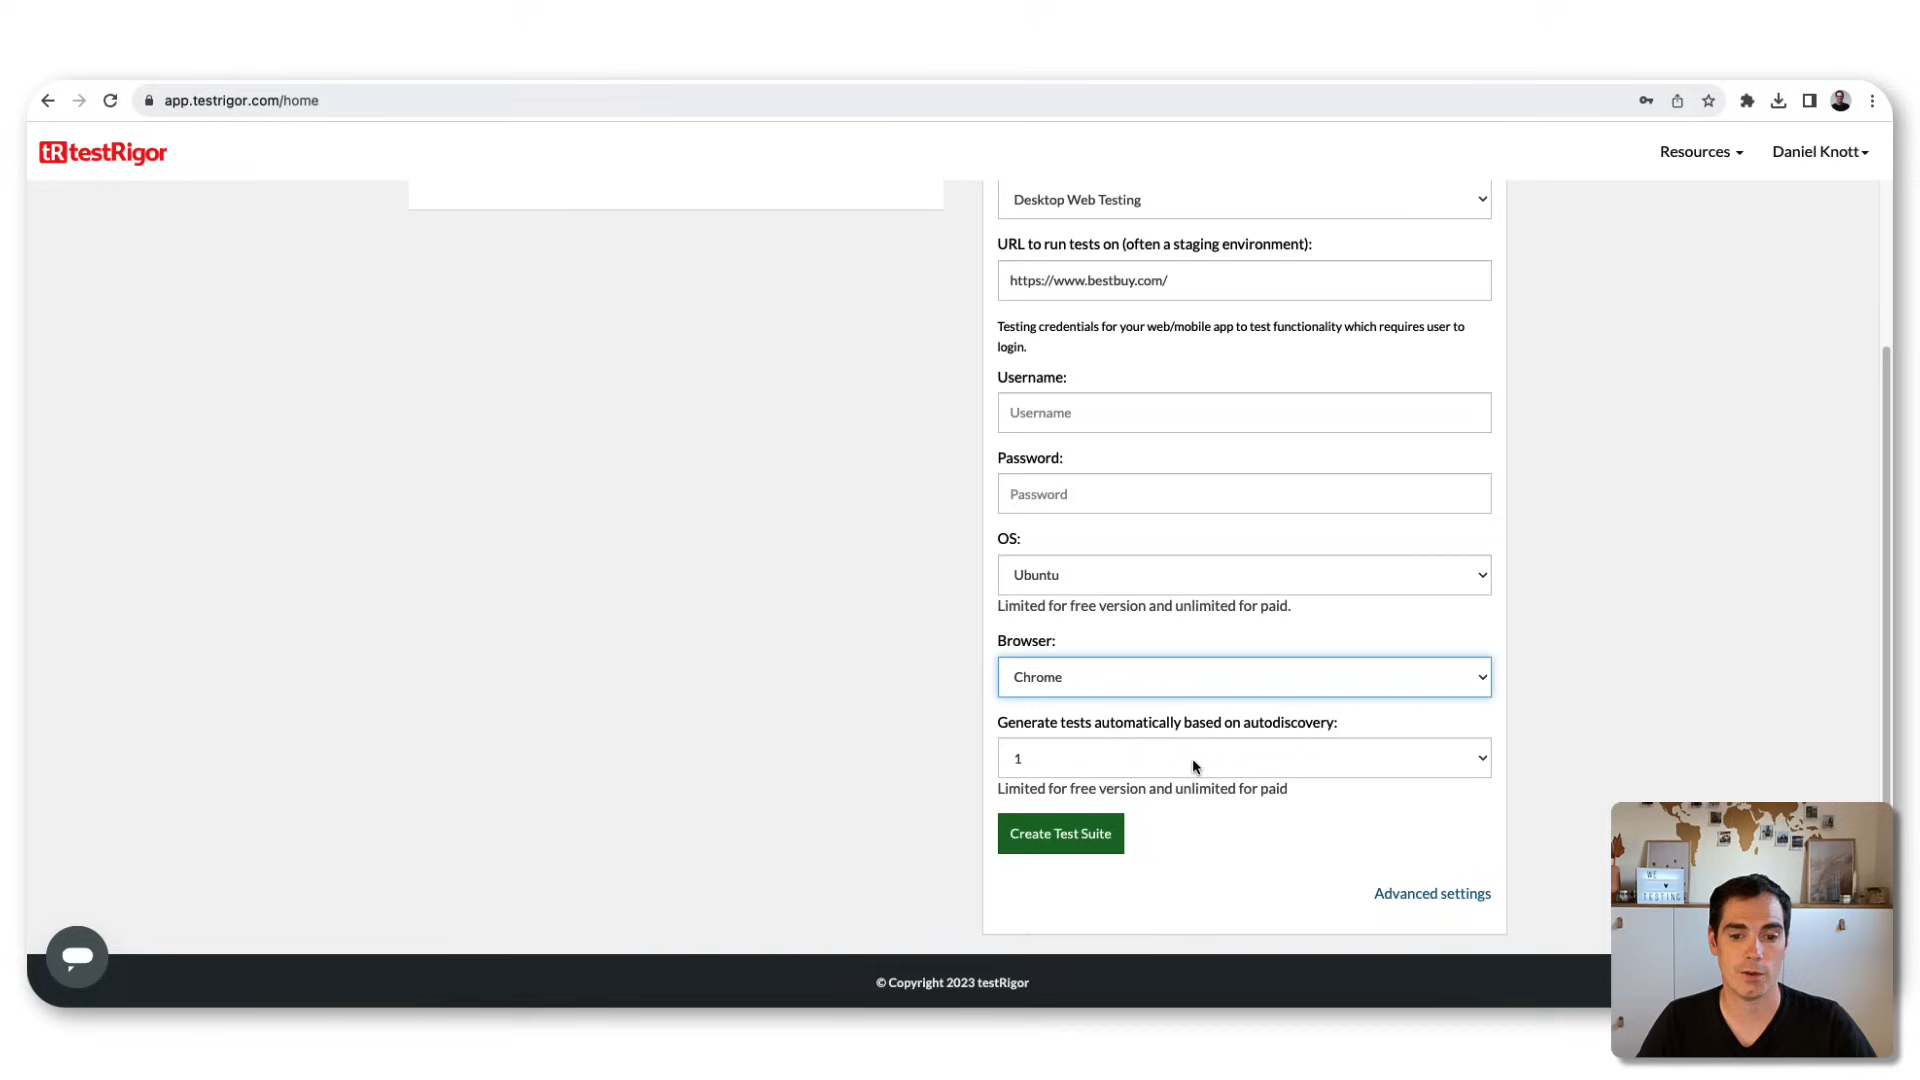 app.testrigor.com/home
tR testRigor
Resources
Daniel Knott
Desktop Web Testing
URL to run tests on (often a staging environment):
https://www.bestbuy.com/
Testing credentials for your web/mobile app to test functionality which requires user to
login.
Username:
Username
Password:
Password
OS:
Ubuntu
Limited for free version and unlimited for paid.
Browser:
Chrome
Generate tests automatically based on autodiscovery:
1
Limited for free version and unlimited for paid
Create Test Suite
Advanced settings
© Copyright 2023 testRigor
WE
TESTING